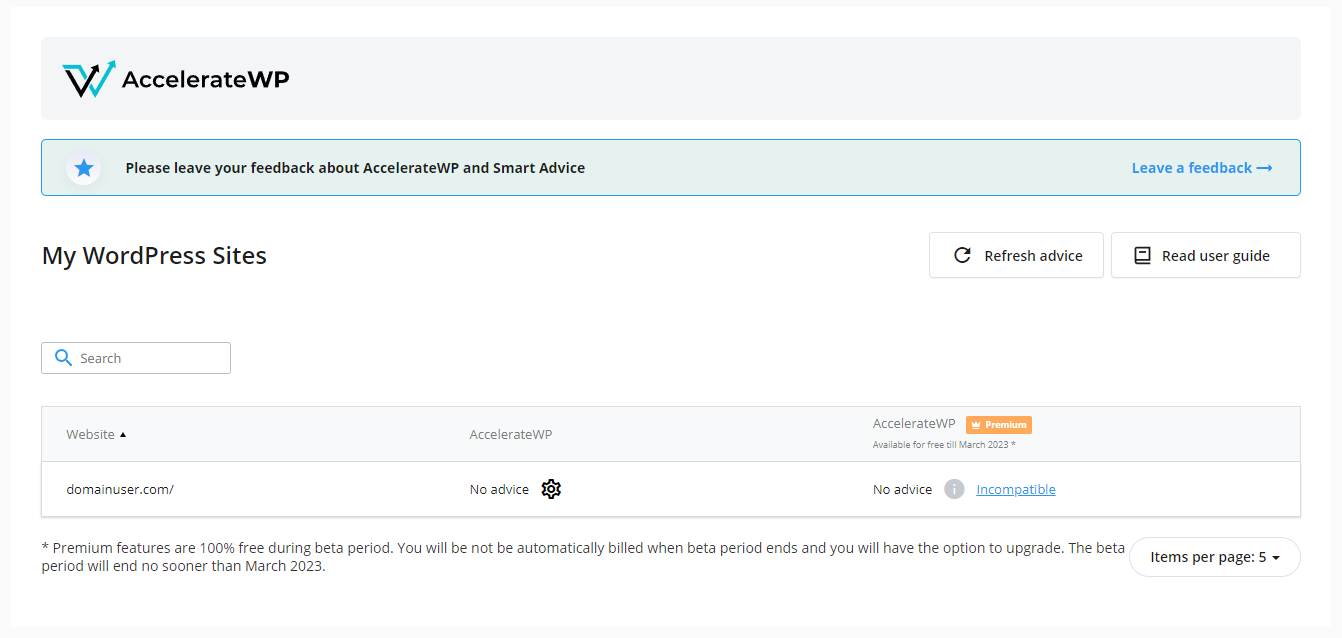 AccelerateWP
Please leave your feedback about AccelerateWP and Smart Advice
Leave a feedback →
My WordPress Sites
Refresh advice
Read user guide
Search
Website ▲
AccelerateWP
AccelerateWP Premium
Available for free till March 2023 *
domainuser.com/
No advice
No advice i Incompatible
* Premium features are 100% free during beta period. You will be not be automatically billed when beta period ends and you will have the option to upgrade. The beta
period will end no sooner than March 2023.
Items per page: 5